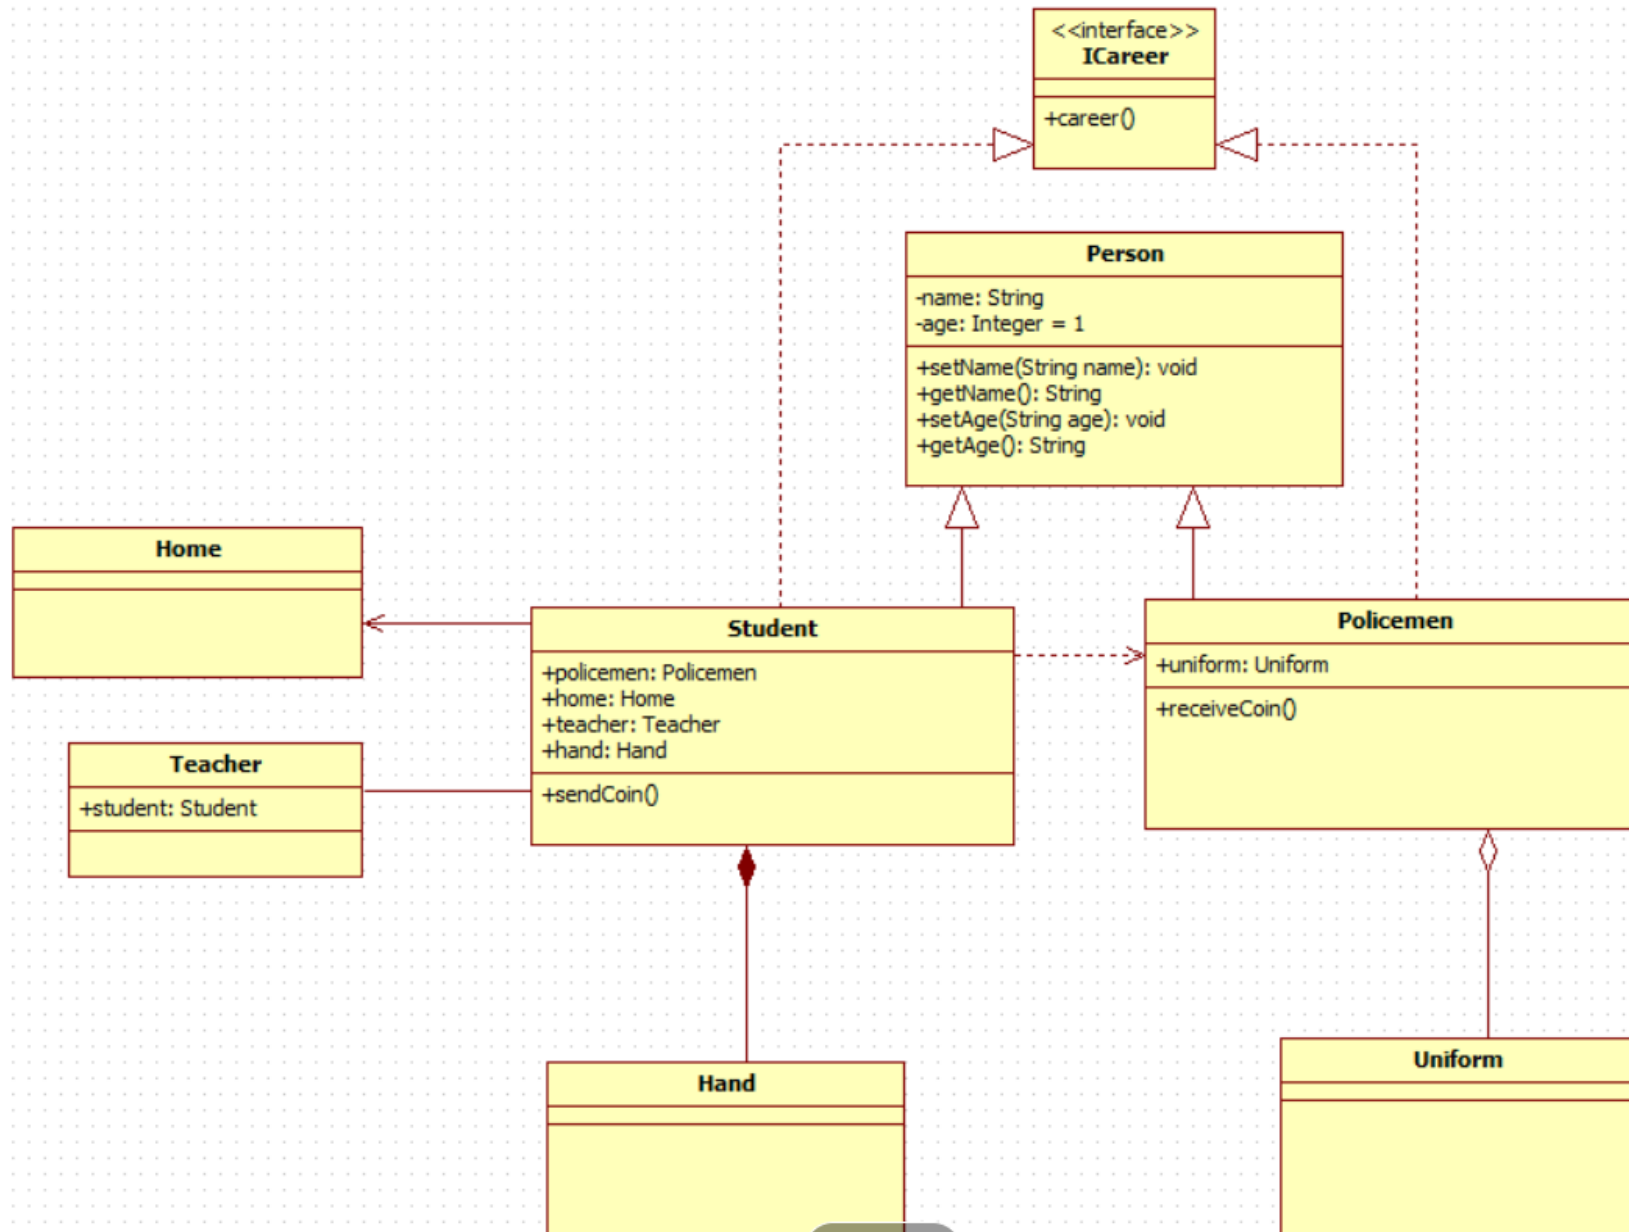 <<interface>>
ICareer
+career()
Person
-name: String
-age: Integer = 1
+setName(String name): void
+getName(): String
+setAge(String age): void
+getAge(): String
Home
Student
+policemen: Policemen
+home: Home
+teacher: Teacher
+hand: Hand
+sendCoin()
Policemen
+uniform: Uniform
+receiveCoin()
Teacher
+student: Student
Hand
Uniform